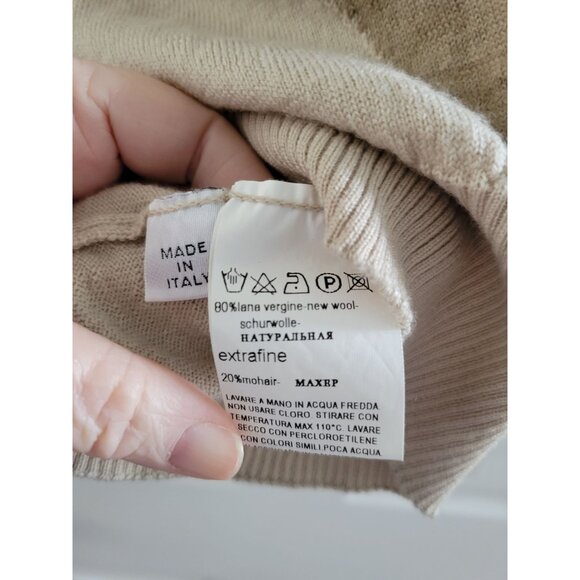 MADE
IN
ITALY
P
80%lana vergine-new wool-
schurwolle-
НАТУРАЛЬНАЯ
extrafine
20%mohair- МАХЕР
LAVARE A MANO IN ACQUA FREDDA
NON USARE CLORO STIRARE CON
TEMPERATURA MAX 110°C LAVARE
SECCO CON PERCLOROETILENE
CON COLORI SIMILI.POCA ACQUA